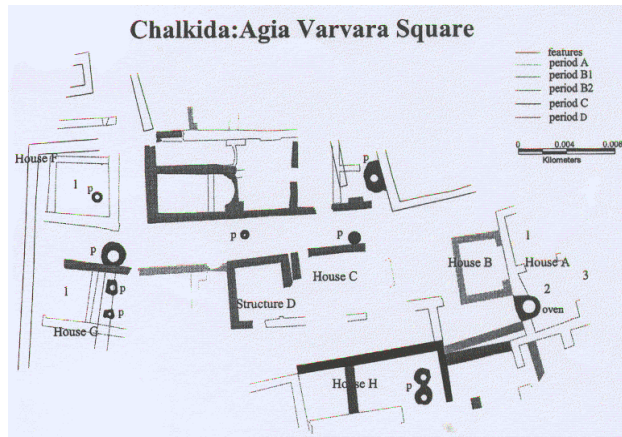 Chalkida:Agia Varvara Square
features
period A
period B1
period B2
period C
period D
0 0,004 0,008
Kilometers
House F
1 p
p
p
p
1
p
p
House G
p
Structure D
House C
House B
1
House A
3
2
oven
House H
p